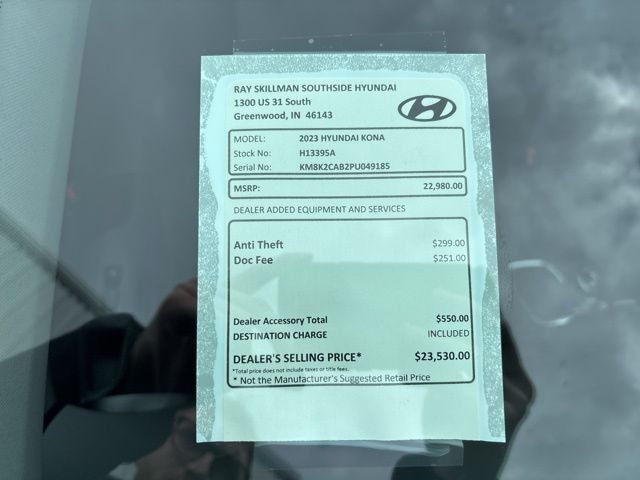 RAY SKILLMAN SOUTHSIDE HYUNDAI
1300 US 31 South
Greenwood, IN 46143
MODEL: 2023 HYUNDAI KONA
Stock No: H13395A
Serial No: KM8K2CAB2PU049185
MSRP: 22,980.00
DEALER ADDED EQUIPMENT AND SERVICES
Anti Theft $299.00
Doc Fee $251.00
Dealer Accessory Total $550.00
DESTINATION CHARGE INCLUDED
DEALER'S SELLING PRICE* $23,530.00
*Total price does not include taxes or title fees.
* Not the Manufacturer's Suggested Retail Price